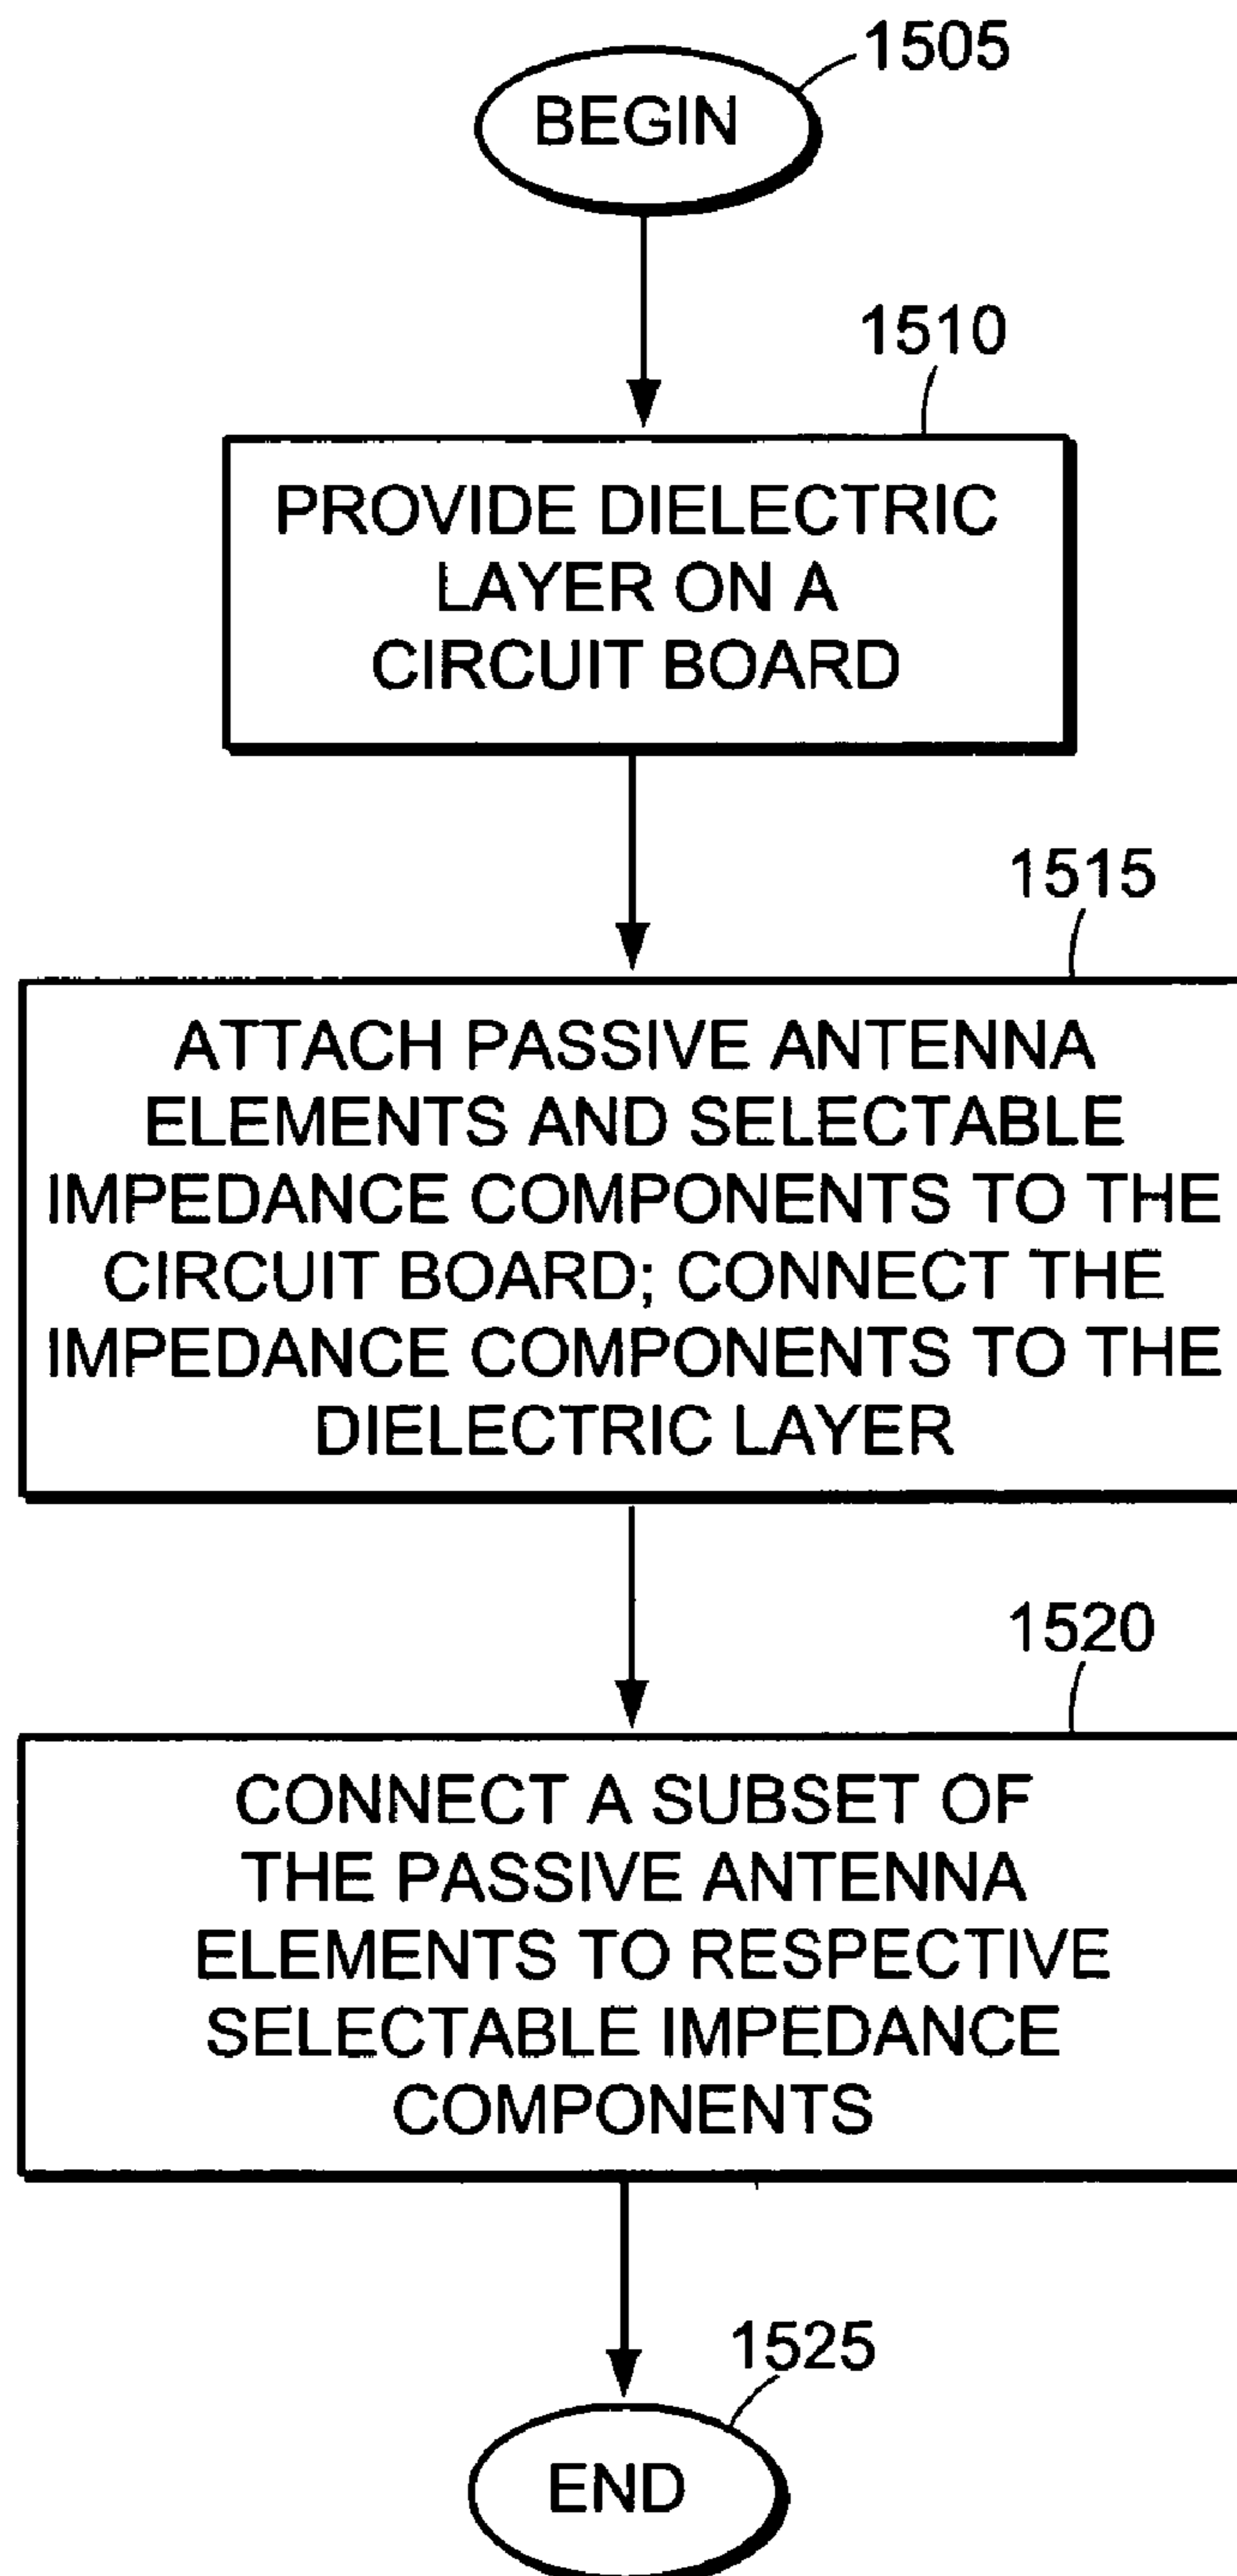 1505
BEGIN
1510
PROVIDE DIELECTRIC
LAYER ON A
CIRCUIT BOARD
1515
ATTACH PASSIVE ANTENNA
ELEMENTS AND SELECTABLE
IMPEDANCE COMPONENTS TO THE
CIRCUIT BOARD; CONNECT THE
IMPEDANCE COMPONENTS TO THE
DIELECTRIC LAYER
1520
CONNECT A SUBSET OF
THE PASSIVE ANTENNA
ELEMENTS TO RESPECTIVE
SELECTABLE IMPEDANCE
COMPONENTS
1525
END